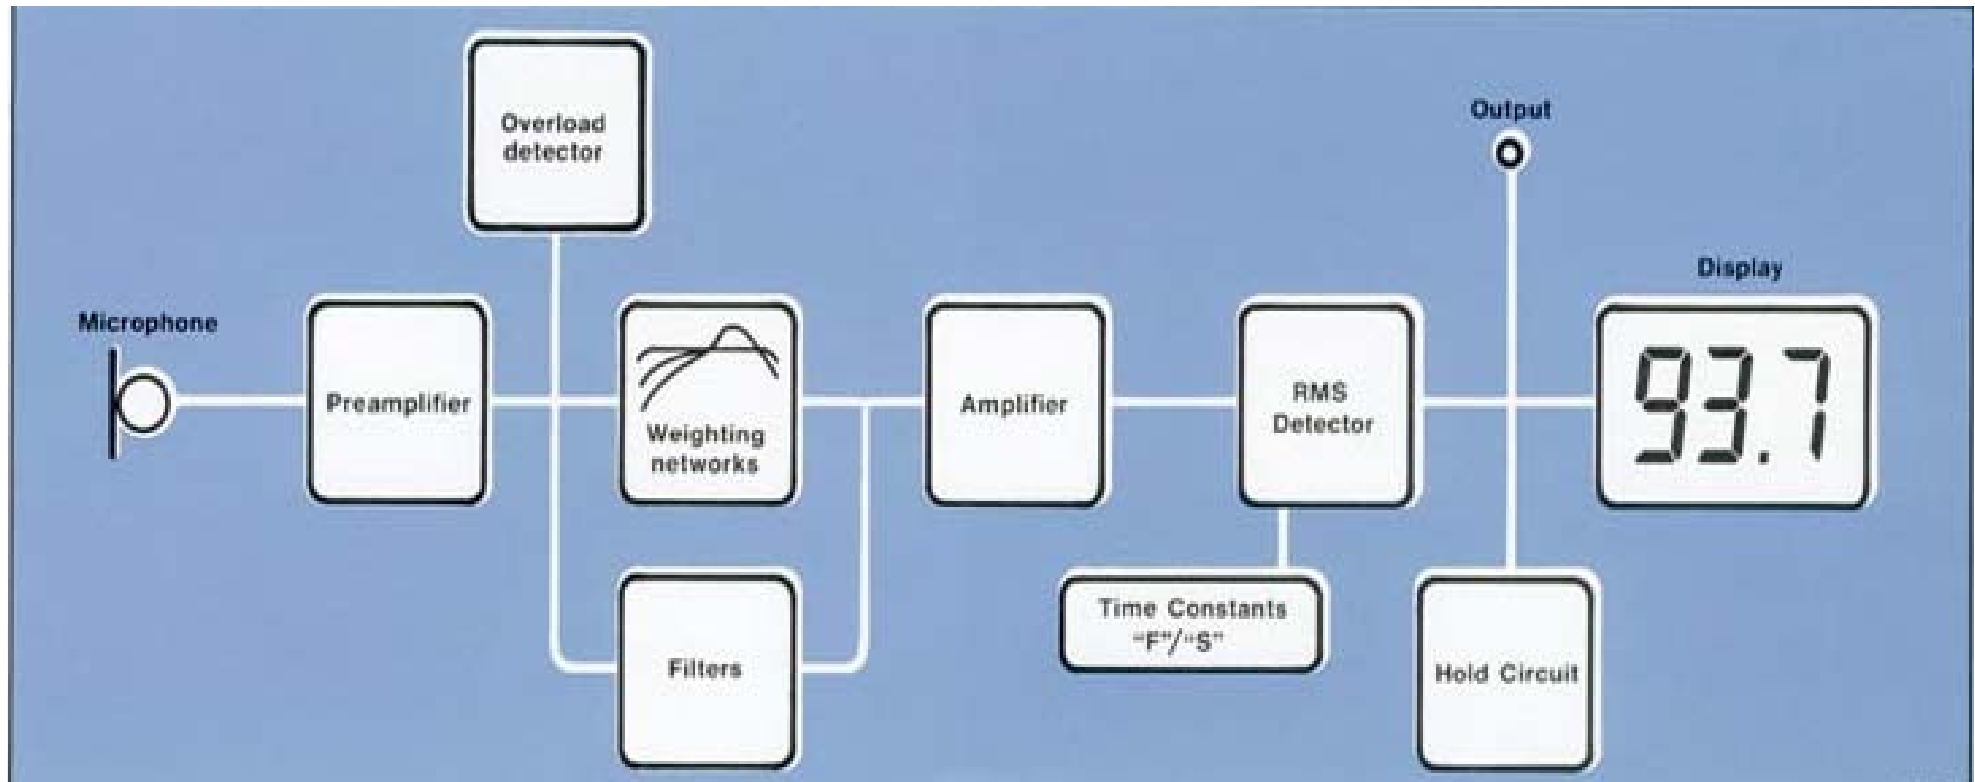 Overload
detector
Output
Display
Microphone
93.7
Preamplifier
Weighting
networks
Amplifier
RMS
Detector
Time Constants
"F"/"S"
Filters
Hold Circuit